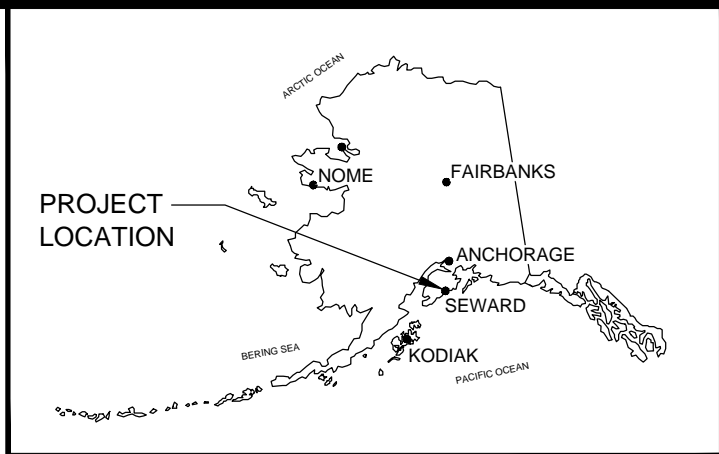 ARCTIC OCEAN
NOME
FAIRBANKS
PROJECT
LOCATION
ANCHORAGE
SEWARD
BERING SEA
KODIAK
PACIFIC OCEAN